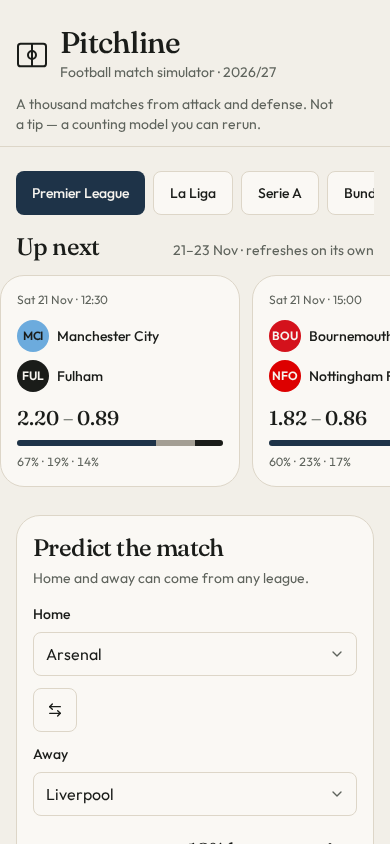 Pitchline
Football match simulator · 2026/27
A thousand matches from attack and defense. Not
a tip — a counting model you can rerun.
Premier League
La Liga
Serie A
Up next
21–23 Nov · refreshes on its own
Sat 21 Nov · 12:30
MCI Manchester City
FUL Fulham
2.20 – 0.89
67% · 19% · 14%
Sat 21 Nov · 15:00
BOU Bournemouth
NFO Nottingham
1.82 – 0.86
60% · 23% · 17%
Predict the match
Home and away can come from any league.
Home
Arsenal
Away
Liverpool